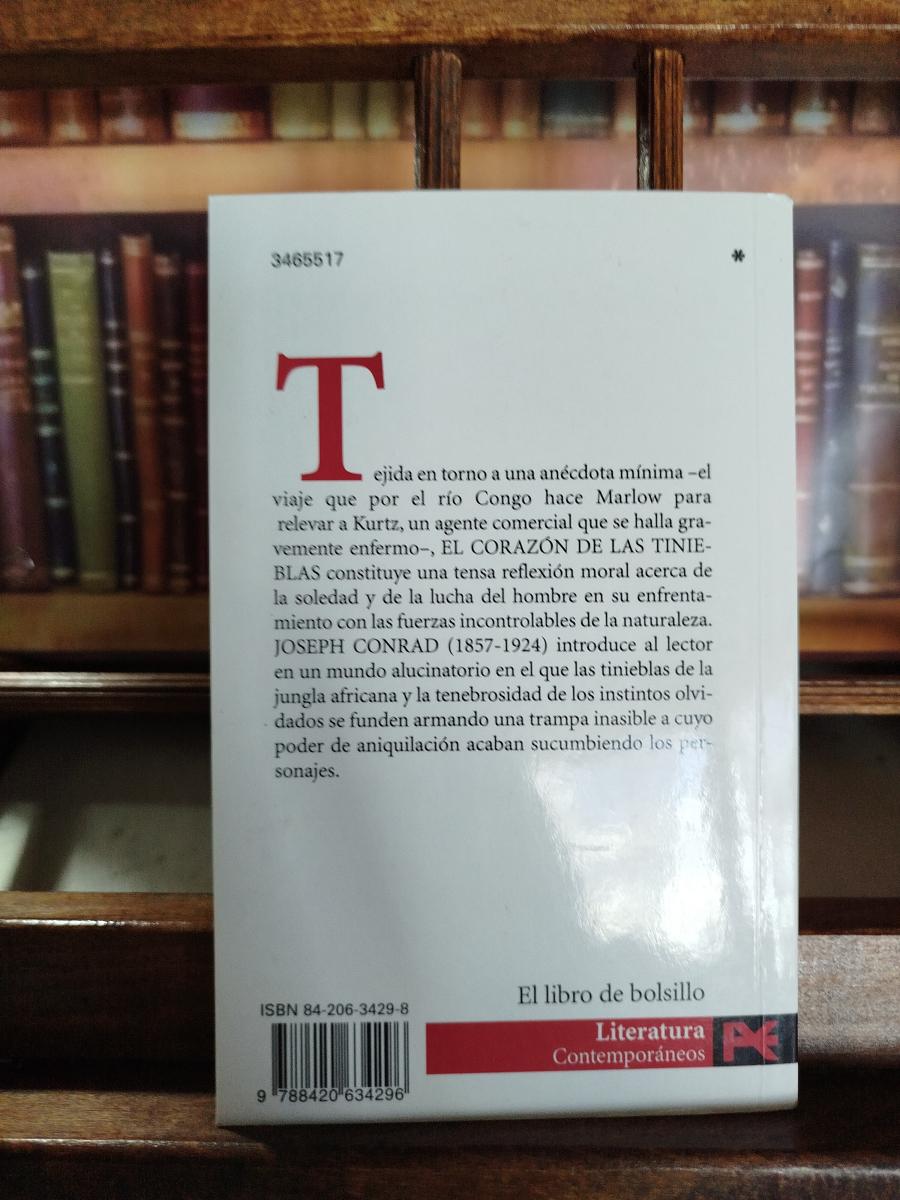 3465517
*
Tejida en torno a una anécdota mínima –el
viaje que por el río Congo hace Marlow para
relevar a Kurtz, un agente comercial que se halla gra-
vemente enfermo–, EL CORAZÓN DE LAS TINIE-
BLAS constituye una tensa reflexión moral acerca de
la soledad y de la lucha del hombre en su enfrenta-
miento con las fuerzas incontrolables de la naturaleza.
JOSEPH CONRAD (1857-1924) introduce al lector
en un mundo alucinatorio en el que las tinieblas de la
jungla africana y la tenebrosidad de los instintos olvi-
dados se funden armando una trampa inasible a cuyo
poder de aniquilación acaban sucumbiendo los per-
sonajes.
El libro de bolsillo
Literatura
Contemporáneos
ISBN 84-206-3429-8
9 788420 634296